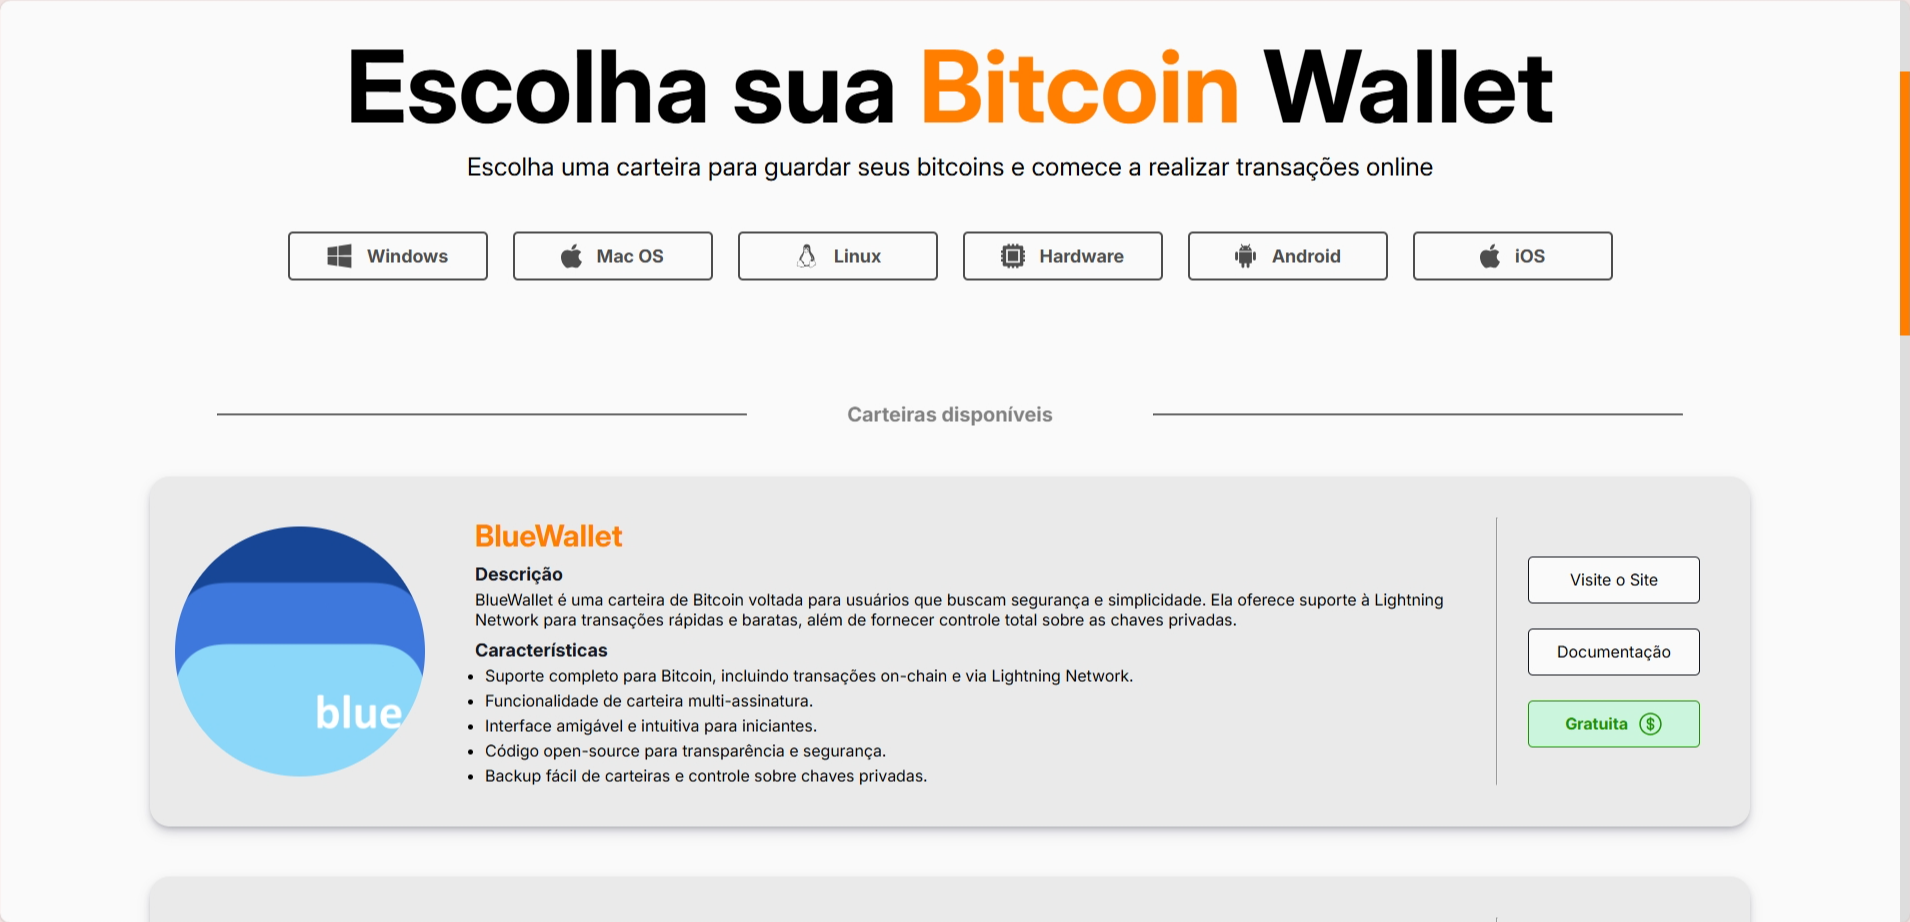 Escolha sua Bitcoin Wallet
Escolha uma carteira para guardar seus bitcoins e comece a realizar transações online
Windows
Mac OS
Linux
Hardware
Android
iOS
Carteiras disponíveis
blue
BlueWallet
Descrição
BlueWallet é uma carteira de Bitcoin voltada para usuários que buscam segurança e simplicidade. Ela oferece suporte à Lightning
Network para transações rápidas e baratas, além de fornecer controle total sobre as chaves privadas.
Características
• Suporte completo para Bitcoin, incluindo transações on-chain e via Lightning Network.
• Funcionalidade de carteira multi-assinatura.
• Interface amigável e intuitiva para iniciantes.
• Código open-source para transparência e segurança.
• Backup fácil de carteiras e controle sobre chaves privadas.
Visite o Site
Documentação
Gratuita $